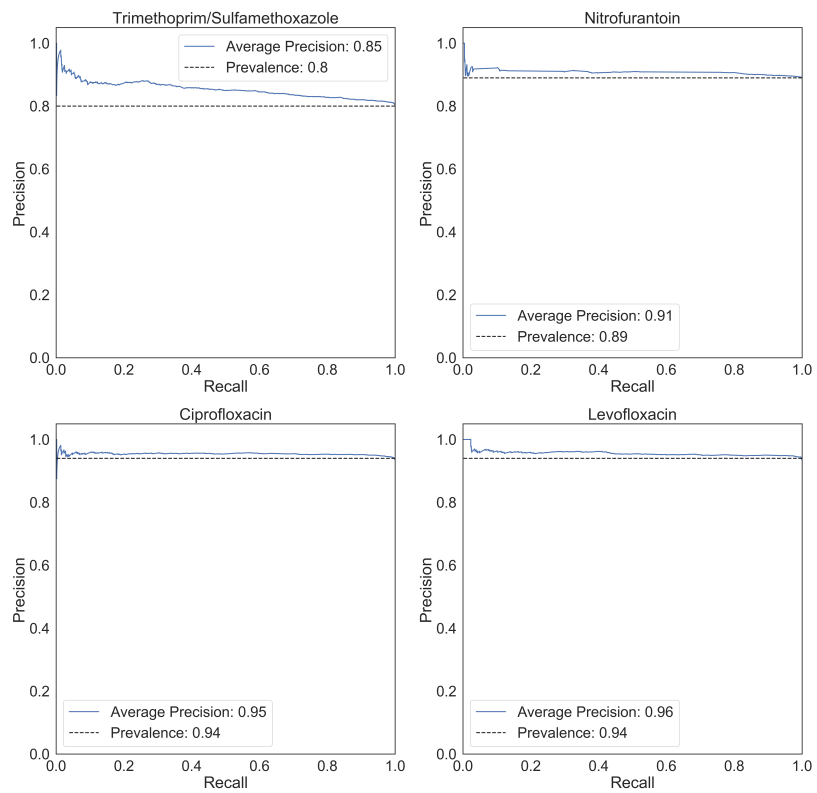 Trimethoprim/Sulfamethoxazole
1.0
0.8
0.6
0.4
0.2
0.0
Precision
Average Precision: 0.85
Prevalence: 0.8
0.0 0.2 0.4 0.6 0.8 1.0
Recall
Nitrofurantoin
1.0
0.8
0.6
0.4
0.2
0.0
Precision
Average Precision: 0.91
Prevalence: 0.89
0.0 0.2 0.4 0.6 0.8 1.0
Recall
Ciprofloxacin
1.0
0.8
0.6
0.4
0.2
0.0
Precision
Average Precision: 0.95
Prevalence: 0.94
0.0 0.2 0.4 0.6 0.8 1.0
Recall
Levofloxacin
1.0
0.8
0.6
0.4
0.2
0.0
Precision
Average Precision: 0.96
Prevalence: 0.94
0.0 0.2 0.4 0.6 0.8 1.0
Recall